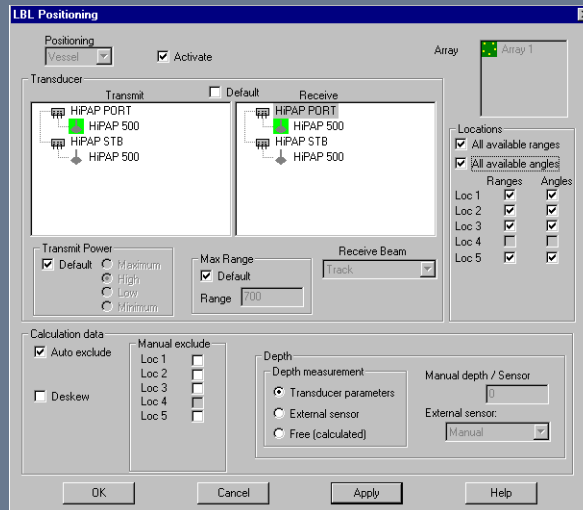 LBL Positioning
Positioning
Vessel
Activate
Array
Array 1
Transducer
Transmit
Default
Receive
HiPAP PORT
HiPAP 500
HiPAP STB
HiPAP 500
HiPAP PORT
HiPAP 500
HiPAP STB
HiPAP 500
Locations
All available ranges
All available angles
Ranges Angles
Loc 1
Loc 2
Loc 3
Loc 4
Loc 5
Transmit Power
Default
Maximum
High
Low
Minimum
Max Range
Default
Range 700
Receive Beam
Track
Calculation data
Auto exclude
Deskew
Manual exclude
Loc 1
Loc 2
Loc 3
Loc 4
Loc 5
Depth
Depth measurement
Transducer parameters
External sensor
Free (calculated)
Manual depth / Sensor
0
External sensor:
Manual
OK Cancel Apply Help